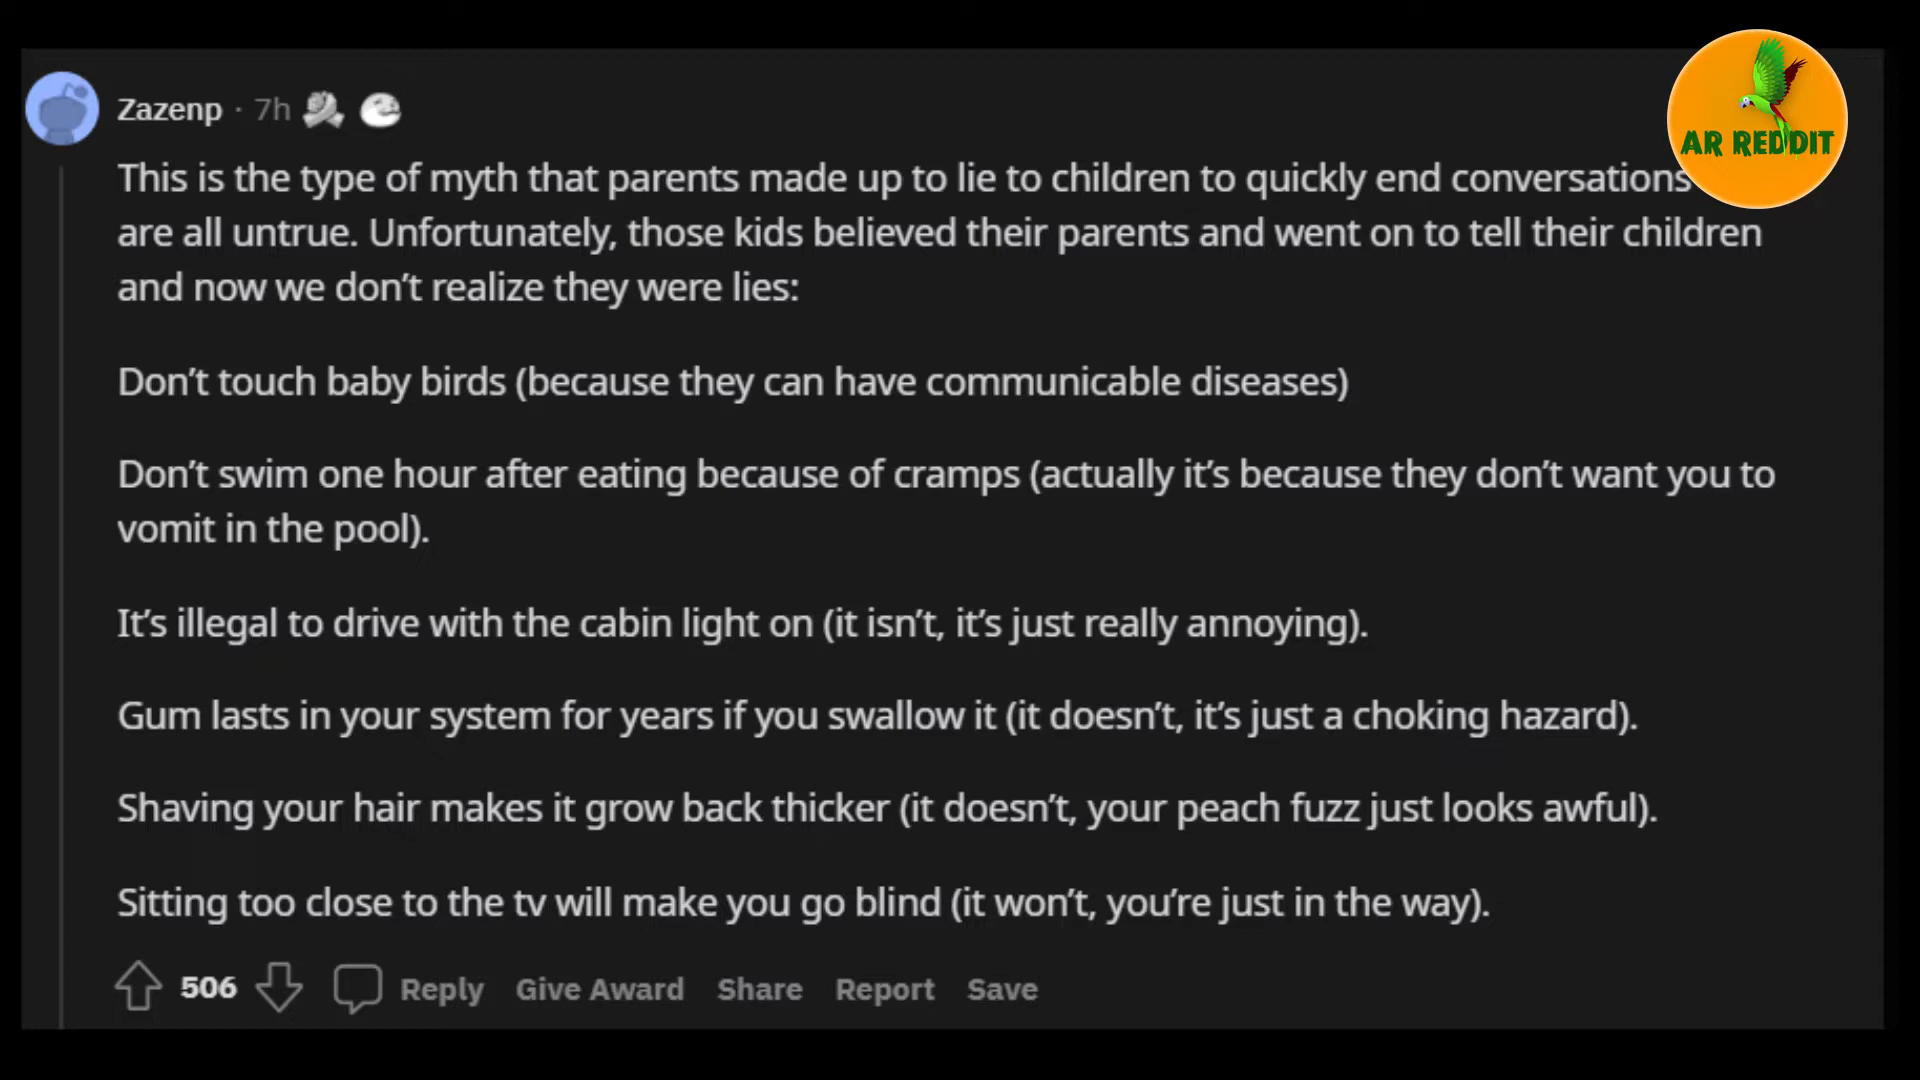 Zazenp · 7h
AR REDDIT
This is the type of myth that parents made up to lie to children to quickly end conversations
are all untrue. Unfortunately, those kids believed their parents and went on to tell their children
and now we don’t realize they were lies:
Don’t touch baby birds (because they can have communicable diseases)
Don’t swim one hour after eating because of cramps (actually it’s because they don’t want you to
vomit in the pool).
It’s illegal to drive with the cabin light on (it isn’t, it’s just really annoying).
Gum lasts in your system for years if you swallow it (it doesn’t, it’s just a choking hazard).
Shaving your hair makes it grow back thicker (it doesn’t, your peach fuzz just looks awful).
Sitting too close to the tv will make you go blind (it won’t, you’re just in the way).
506 Reply Give Award Share Report Save